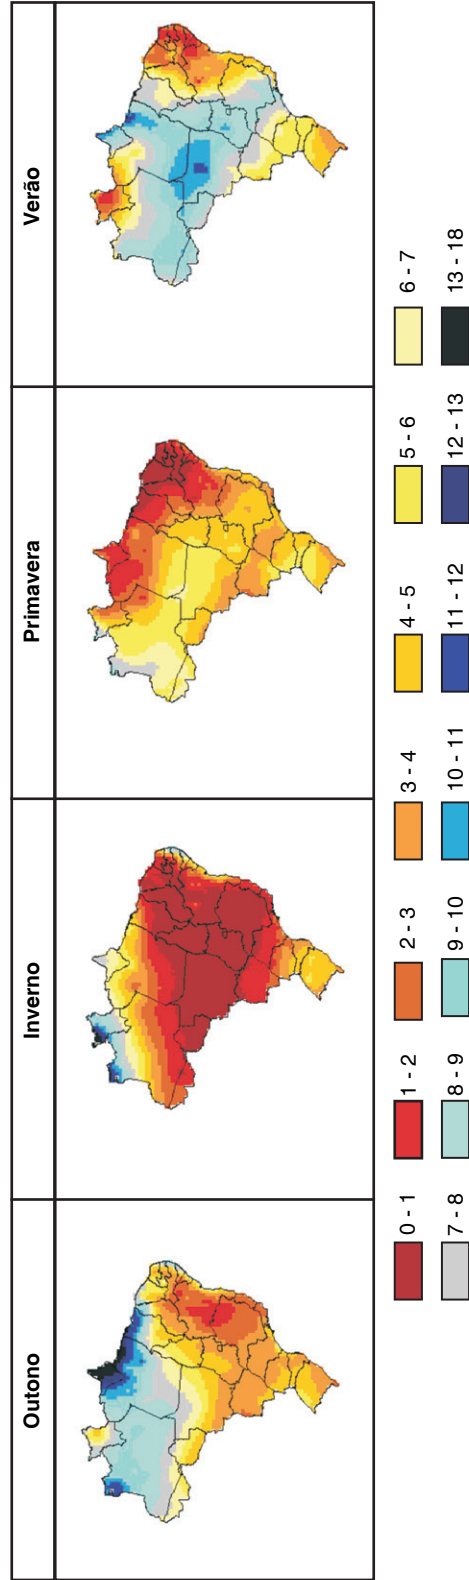 Outono
Inverno
Primavera
Verão
0 - 1
1 - 2
2 - 3
3 - 4
4 - 5
5 - 6
6 - 7
7 - 8
8 - 9
9 - 10
10 - 11
11 - 12
12 - 13
13 - 18